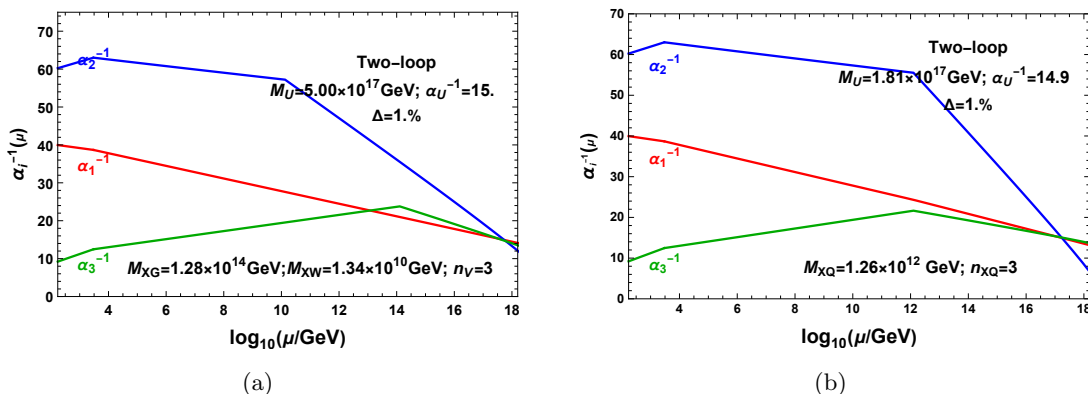 70
60
50
40
30
20
10
0
α₂⁻¹
α₁⁻¹
α₃⁻¹
Two-loop
M_U=5.00×10¹⁷GeV; α_U⁻¹=15.
Δ=1.%
M_XG=1.28×10¹⁴GeV;M_XW=1.34×10¹⁰GeV; n_V=3
α_i⁻¹(μ)
4 6 8 10 12 14 16 18
log₁₀(μ/GeV)
(a)
70
60
50
40
30
20
10
0
α₂⁻¹
α₁⁻¹
α₃⁻¹
Two-loop
M_U=1.81×10¹⁷GeV; α_U⁻¹=14.9
Δ=1.%
M_XQ=1.26×10¹² GeV; n_XQ=3
α_i⁻¹(μ)
4 6 8 10 12 14 16 18
log₁₀(μ/GeV)
(b)